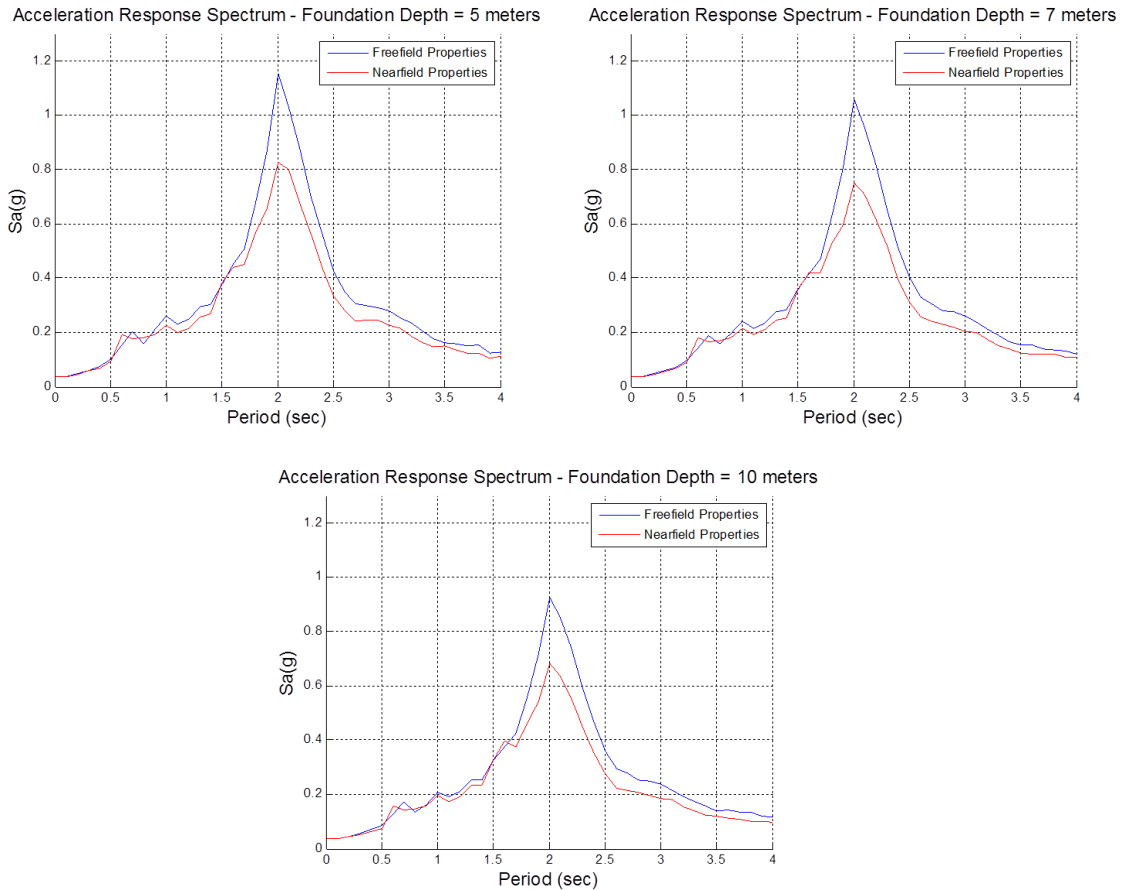 Acceleration Response Spectrum - Foundation Depth = 5 meters
Freefield Properties
Nearfield Properties
1.2
1
0.8
0.6
0.4
0.2
0
Sa(g)
0 0.5 1 1.5 2 2.5 3 3.5 4
Period (sec)
Acceleration Response Spectrum - Foundation Depth = 7 meters
Freefield Properties
Nearfield Properties
1.2
1
0.8
0.6
0.4
0.2
0
Sa(g)
0 0.5 1 1.5 2 2.5 3 3.5 4
Period (sec)
Acceleration Response Spectrum - Foundation Depth = 10 meters
Freefield Properties
Nearfield Properties
1.2
1
0.8
0.6
0.4
0.2
0
Sa(g)
0 0.5 1 1.5 2 2.5 3 3.5 4
Period (sec)